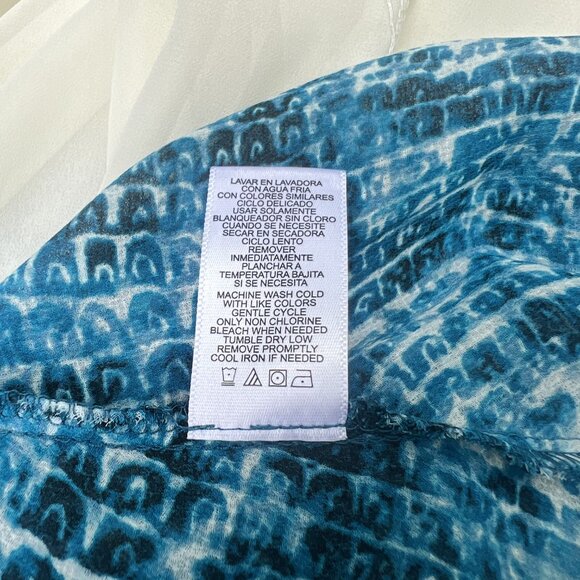 LAVAR EN LAVADORA
CON AGUA FRIA
CON COLORES SIMILARES
CICLO DELICADO
USAR SOLAMENTE
BLANQUEADOR SIN CLORO
CUANDO SE NECESITE
SECAR EN SECADORA
CICLO LENTO
REMOVER
INMEDIATAMENTE
PLANCHAR A
TEMPERATURA BAJITA
SI SE NECESITA
MACHINE WASH COLD
WITH LIKE COLORS
GENTLE CYCLE
ONLY NON CHLORINE
BLEACH WHEN NEEDED
TUMBLE DRY LOW
REMOVE PROMPTLY
COOL IRON IF NEEDED